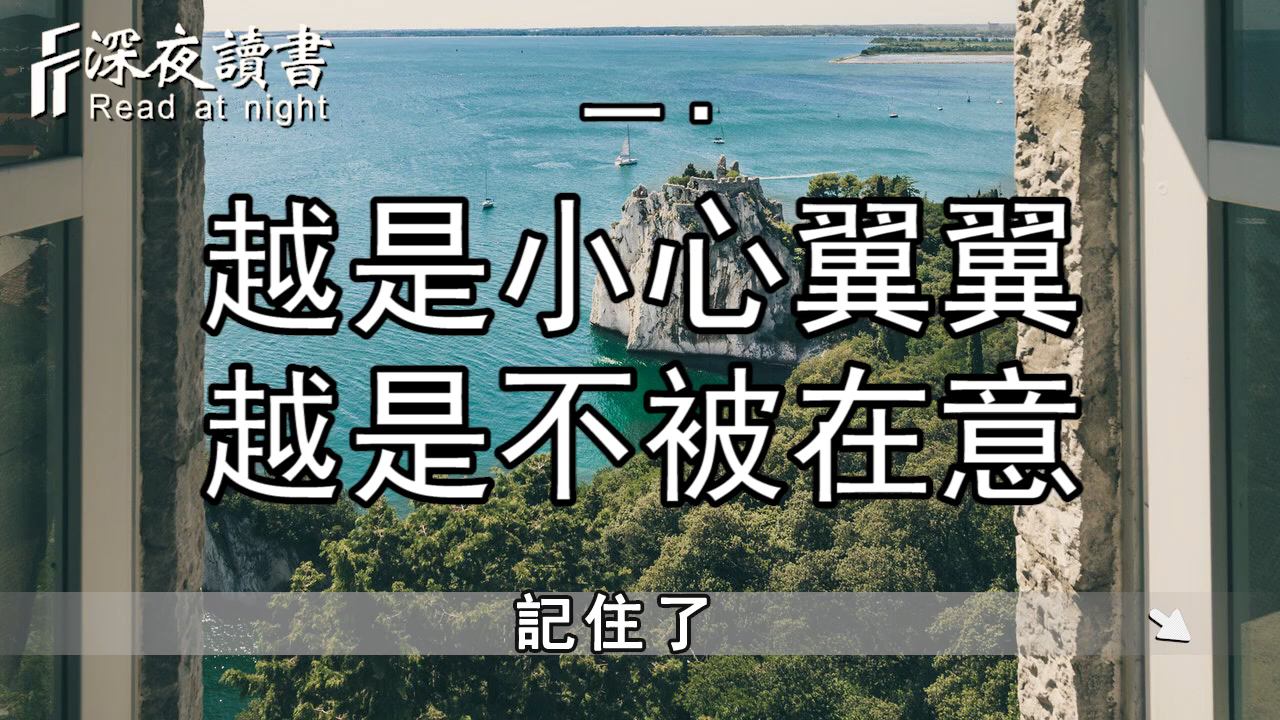 深夜讀書
Read at night
一.
越是小心翼翼
越是不被在意
記住了